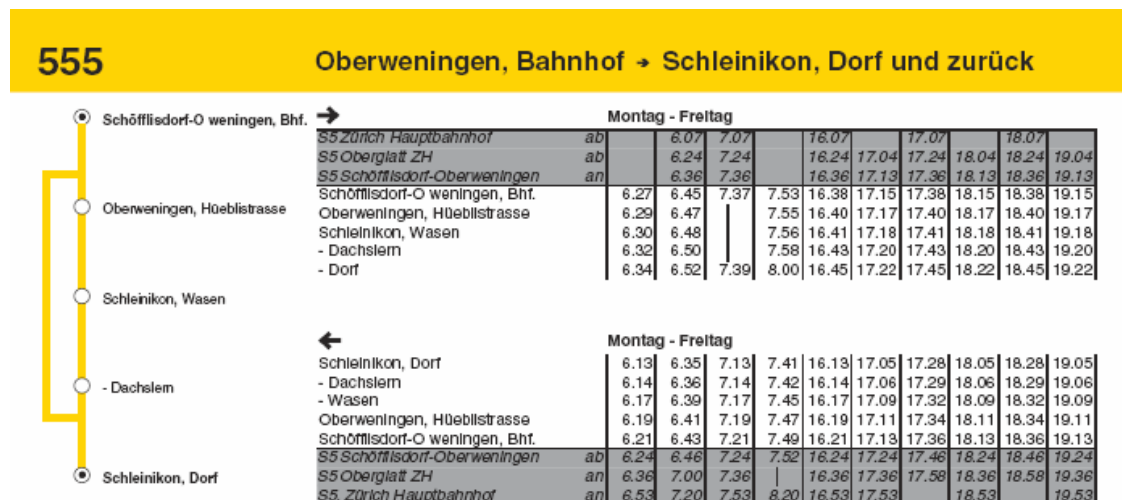 555 Oberweningen, Bahnhof → Schleinikon, Dorf und zurück
Schöfflisdorf-O weningen, Bhf.
Oberweningen, Hüeblistrasse
Schleinikon, Wasen
- Dachslern
Schleinikon, Dorf
→ Montag - Freitag
S5 Zürich Hauptbahnhof ab 6.07 7.07 16.07 17.07 18.07
S5 Oberglatt ZH ab 6.24 7.24 16.24 17.04 17.24 18.04 18.24 19.04
S5 Schöfflisdorf-Oberweningen an 6.36 7.36 16.36 17.13 17.36 18.13 18.36 19.13
Schöfflisdorf-O weningen, Bhf. 6.27 6.45 7.37 7.53 16.38 17.15 17.38 18.15 18.38 19.15
Oberweningen, Hüeblistrasse 6.29 6.47 | 7.55 16.40 17.17 17.40 18.17 18.40 19.17
Schleinikon, Wasen 6.30 6.48 | 7.56 16.41 17.18 17.41 18.18 18.41 19.18
- Dachslern 6.32 6.50 | 7.58 16.43 17.20 17.43 18.20 18.43 19.20
- Dorf 6.34 6.52 7.39 8.00 16.45 17.22 17.45 18.22 18.45 19.22
← Montag - Freitag
Schleinikon, Dorf 6.13 6.35 7.13 7.41 16.13 17.05 17.28 18.05 18.28 19.05
- Dachslern 6.14 6.36 7.14 7.42 16.14 17.06 17.29 18.06 18.29 19.06
- Wasen 6.17 6.39 7.17 7.45 16.17 17.09 17.32 18.09 18.32 19.09
Oberweningen, Hüeblistrasse 6.19 6.41 7.19 7.47 16.19 17.11 17.34 18.11 18.34 19.11
Schöfflisdorf-O weningen, Bhf. 6.21 6.43 7.21 7.49 16.21 17.13 17.36 18.13 18.36 19.13
S5 Schöfflisdorf-Oberweningen ab 6.24 6.46 7.24 7.52 16.24 17.24 17.46 18.24 18.46 19.24
S5 Oberglatt ZH an 6.36 7.00 7.36 | 16.36 17.36 17.58 18.36 18.58 19.36
S5, Zürich Hauptbahnhof an 6.53 7.20 7.53 8.20 16.53 17.53 18.53 19.53